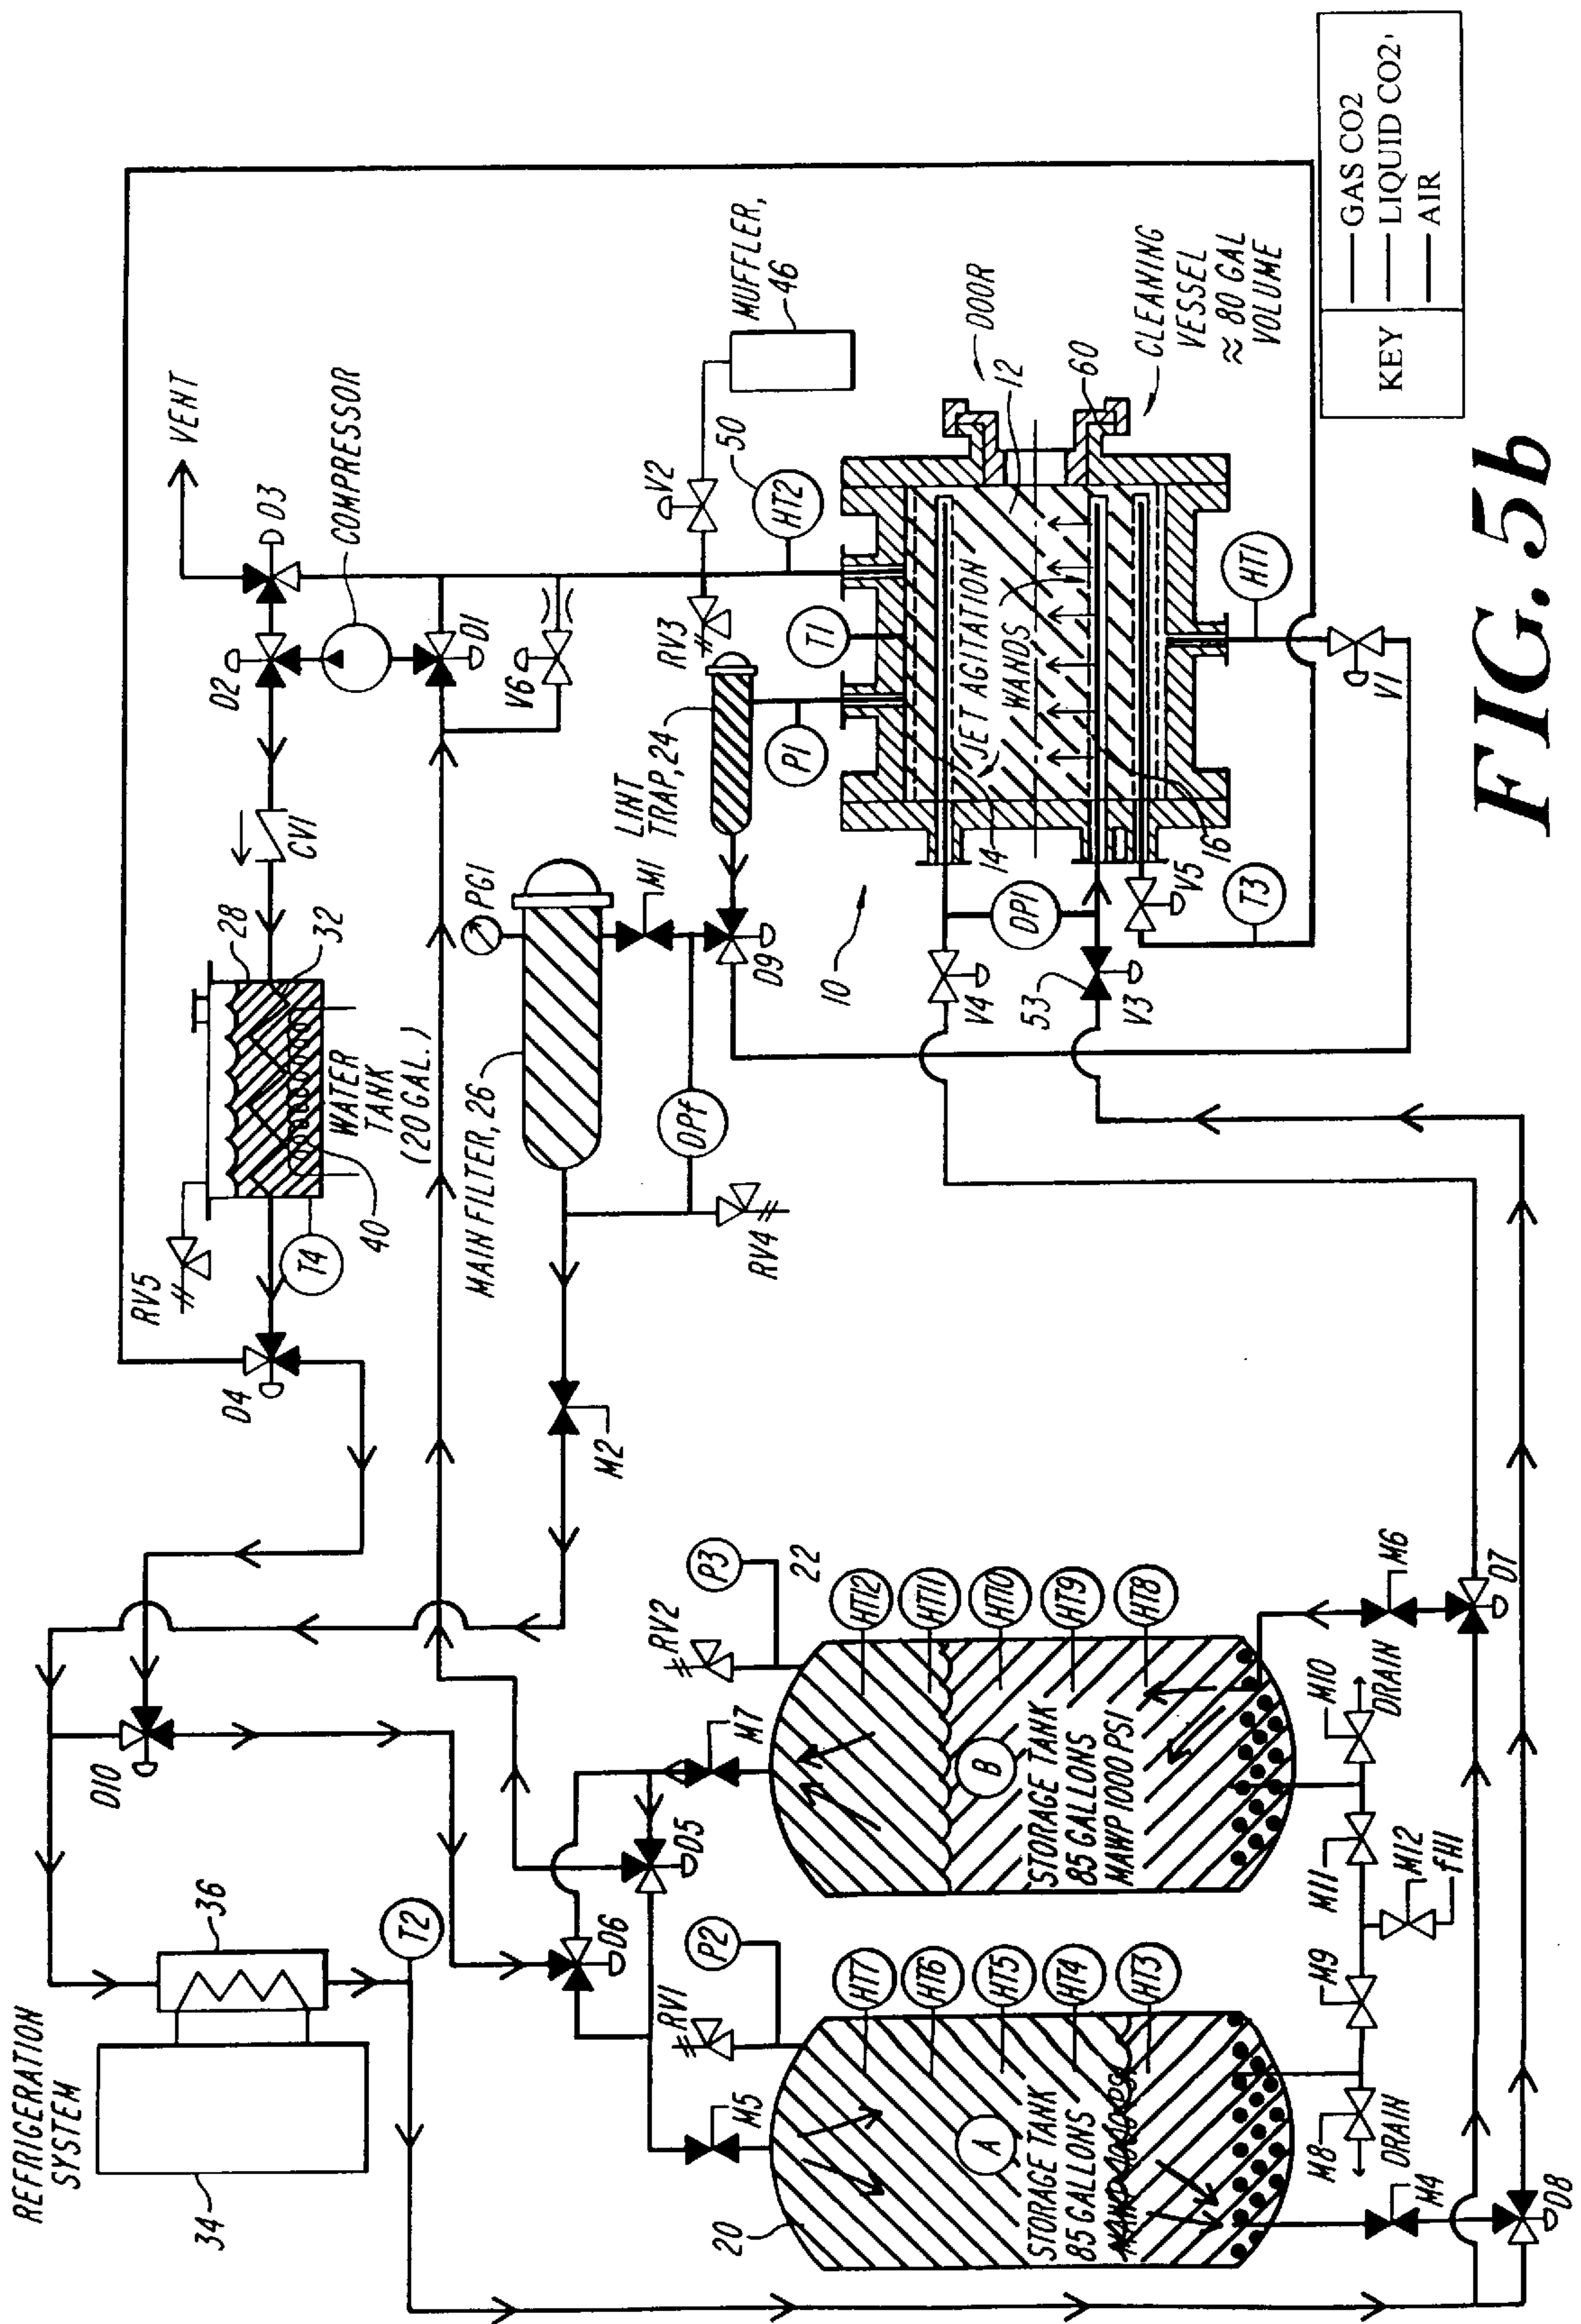 REFRIGERATION
SYSTEM
34
36
T2
D10
D4
RV5
T4
40
28
32
WATER
TANK
(20 GAL.)
CV1
D2
D3
VENT
COMPRESSOR
D1
V6
MAIN FILTER, 26
PG1
M1
LINT
TRAP, 24
RV3
V2
50
HT2
MUFFLER,
46
DPf
RV4
D9
M2
P1
T1
JET AGITATION
WANDS
DOOR
12
60
CLEANING
VESSEL
≈ 80 GAL
VOLUME
10
14
16
V4
DP1
53
V3
V5
T3
HT1
V1
D6
D5
M7
M5
RV1
P2
RV2
P3
22
20
HT7
HT6
HT5
HT4
HT3
HT12
HT11
HT10
HT9
HT8
STORAGE TANK
85 GALLONS
MAWP 1000 PSI
A
STORAGE TANK
85 GALLONS
MAWP 1000 PSI
B
M8
DRAIN
M4
D8
M9
M11
M12
fH1
M10
DRAIN
M6
D7
KEY
GAS CO2
LIQUID CO2'
AIR
FIG. 5b